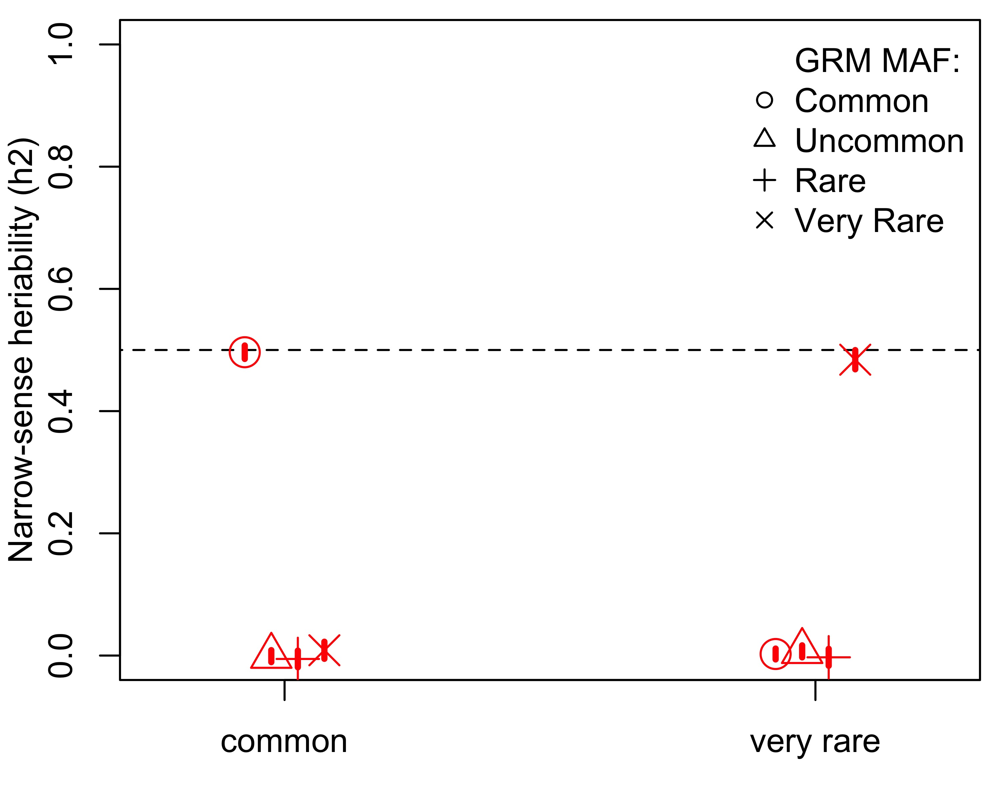 Narrow-sense heriability (h2)
1.0
0.8
0.6
0.4
0.2
0.0
GRM MAF:
Common
Uncommon
Rare
Very Rare
common
very rare